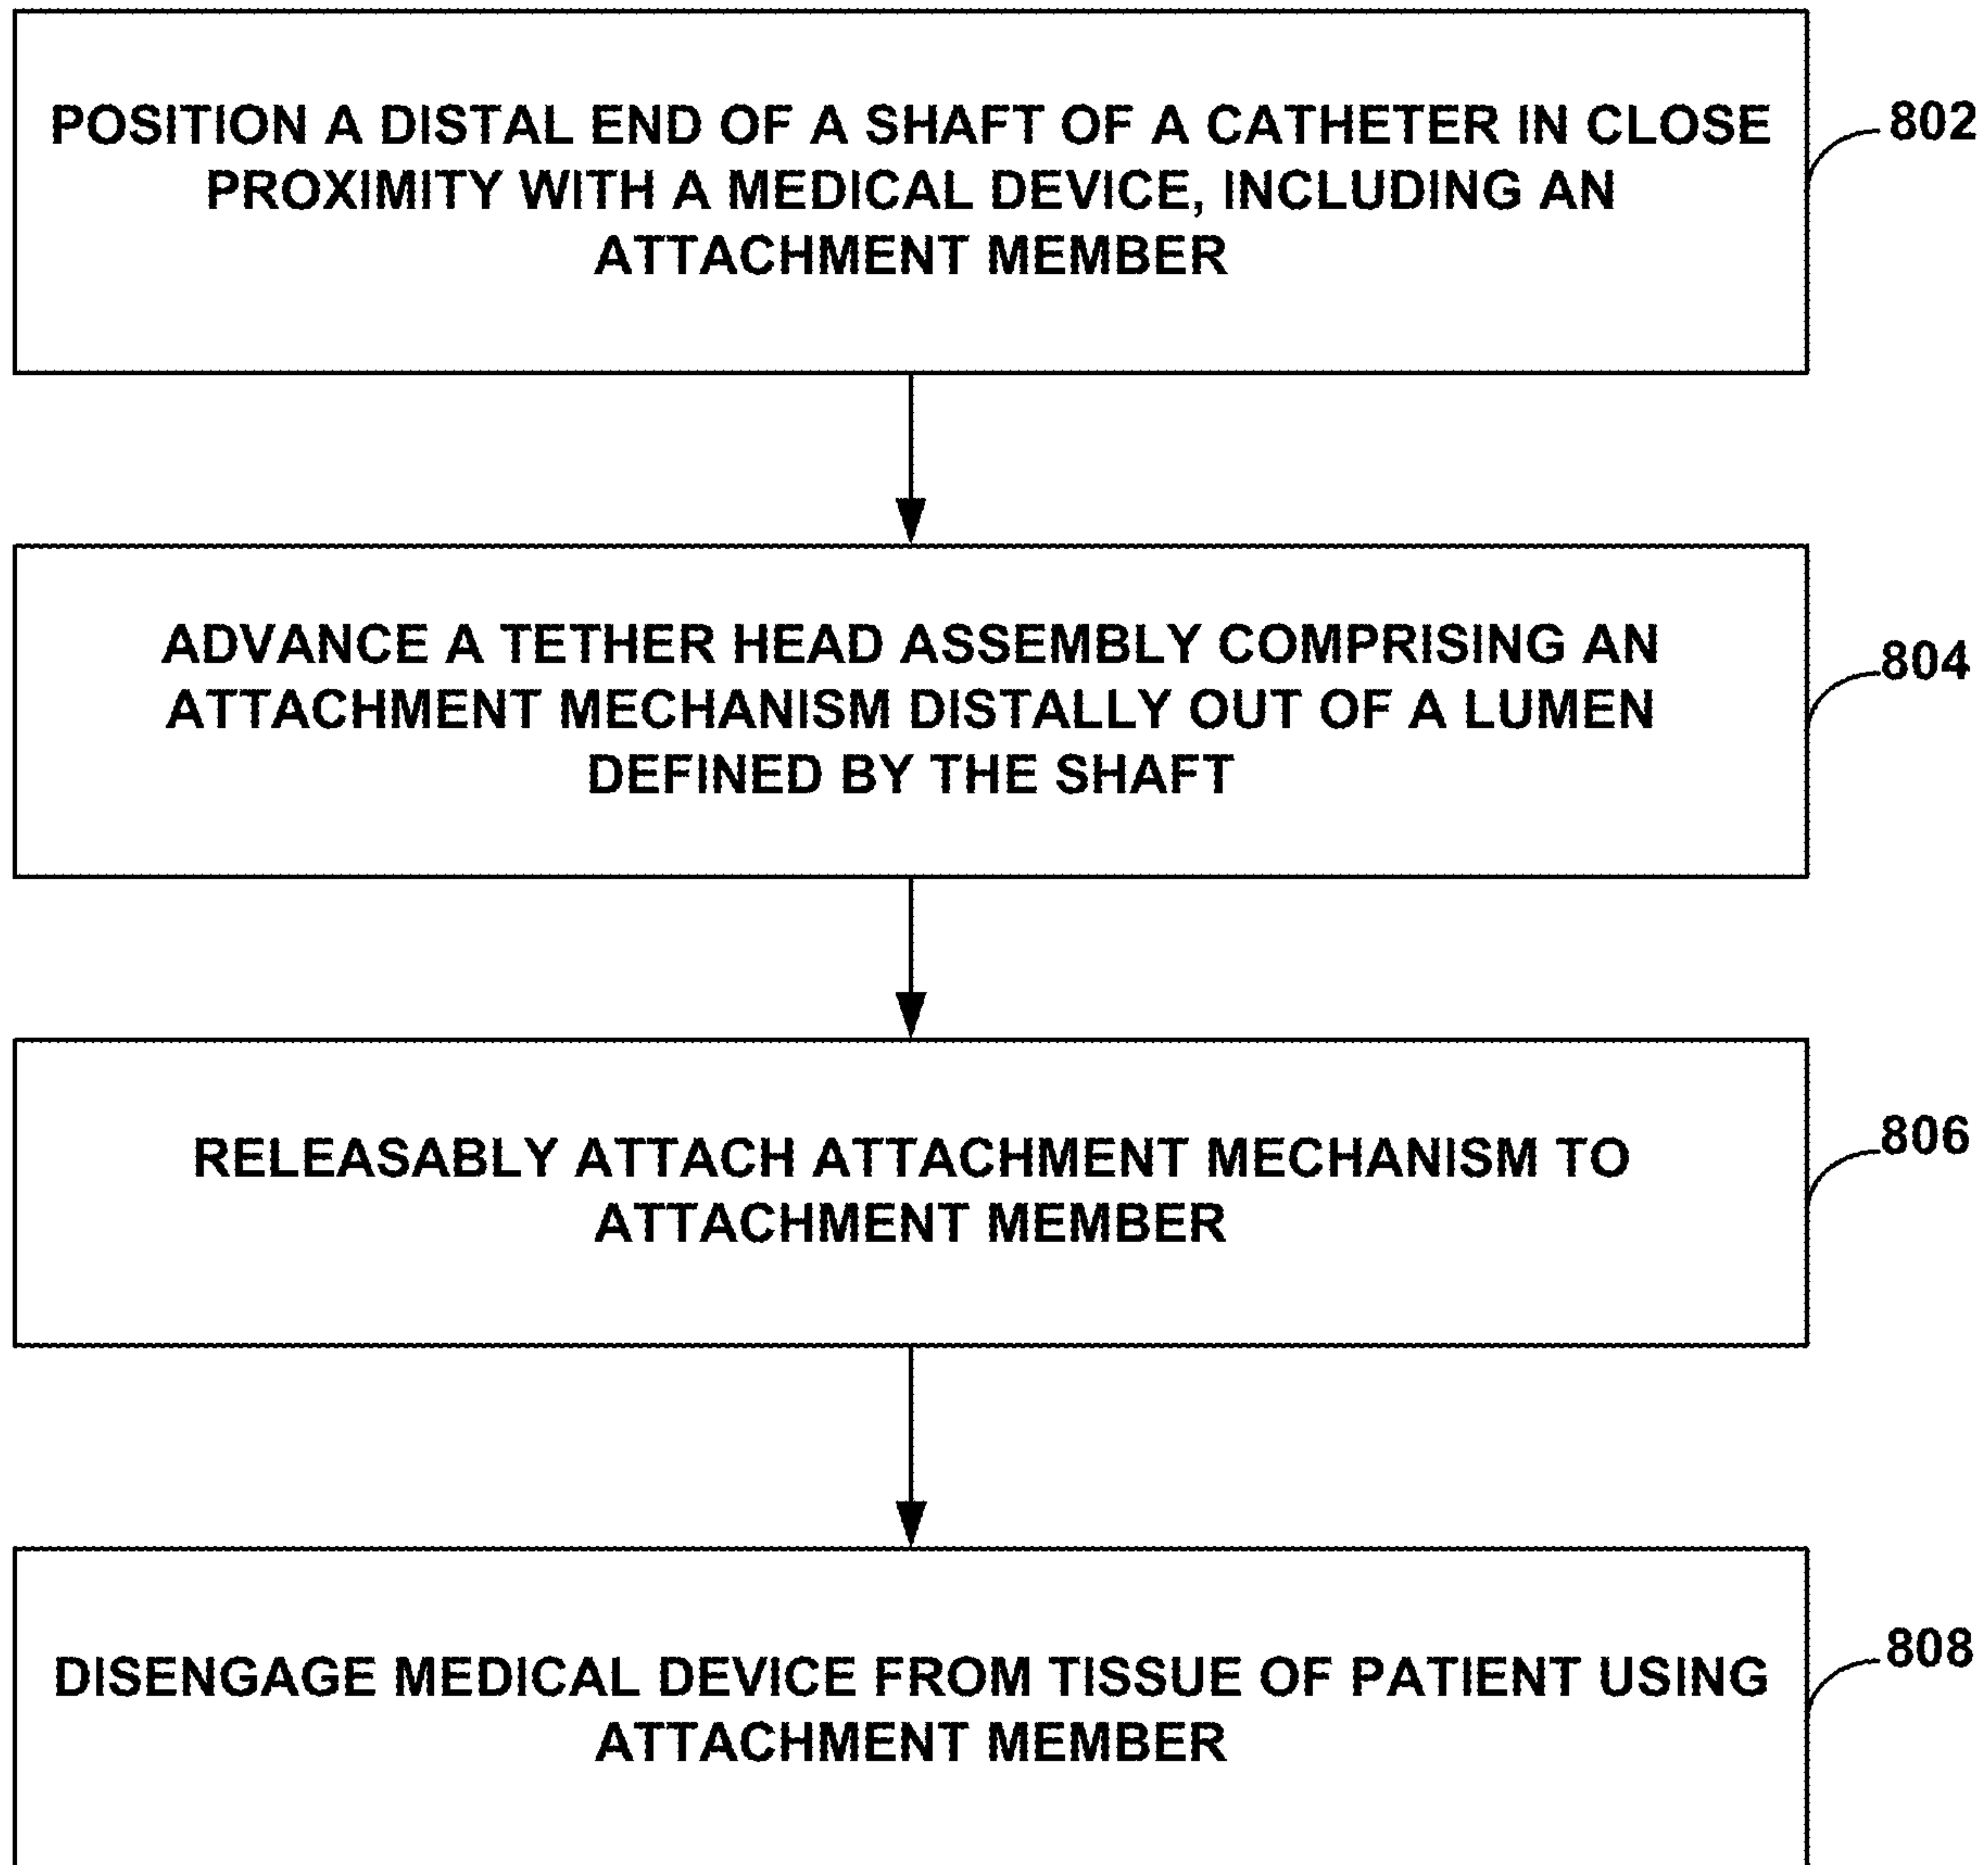 POSITION A DISTAL END OF A SHAFT OF A CATHETER IN CLOSE
PROXIMITY WITH A MEDICAL DEVICE, INCLUDING AN
ATTACHMENT MEMBER
802
ADVANCE A TETHER HEAD ASSEMBLY COMPRISING AN
ATTACHMENT MECHANISM DISTALLY OUT OF A LUMEN
DEFINED BY THE SHAFT
804
RELEASABLY ATTACH ATTACHMENT MECHANISM TO
ATTACHMENT MEMBER
806
DISENGAGE MEDICAL DEVICE FROM TISSUE OF PATIENT USING
ATTACHMENT MEMBER
808